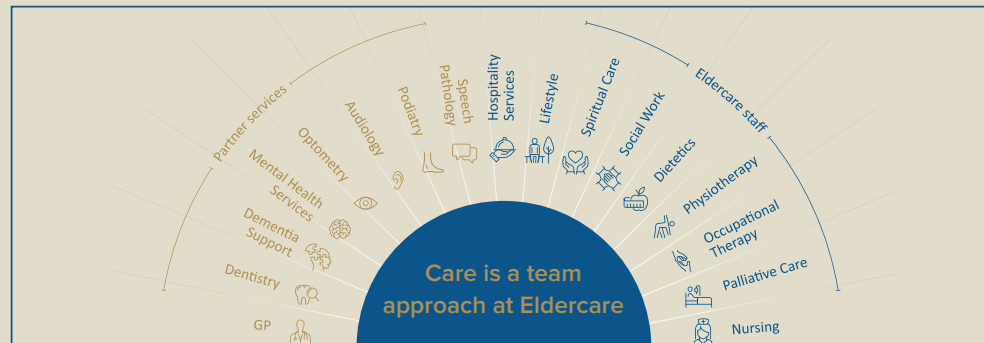 Partner services
Eldercare staff
GP
Dentistry
Dementia
Support
Mental Health
Services
Optometry
Audiology
Podiatry
Speech
Pathology
Hospitality
Services
Lifestyle
Spiritual Care
Social Work
Dietetics
Physiotherapy
Occupational
Therapy
Palliative Care
Nursing
Care is a team
approach at Eldercare